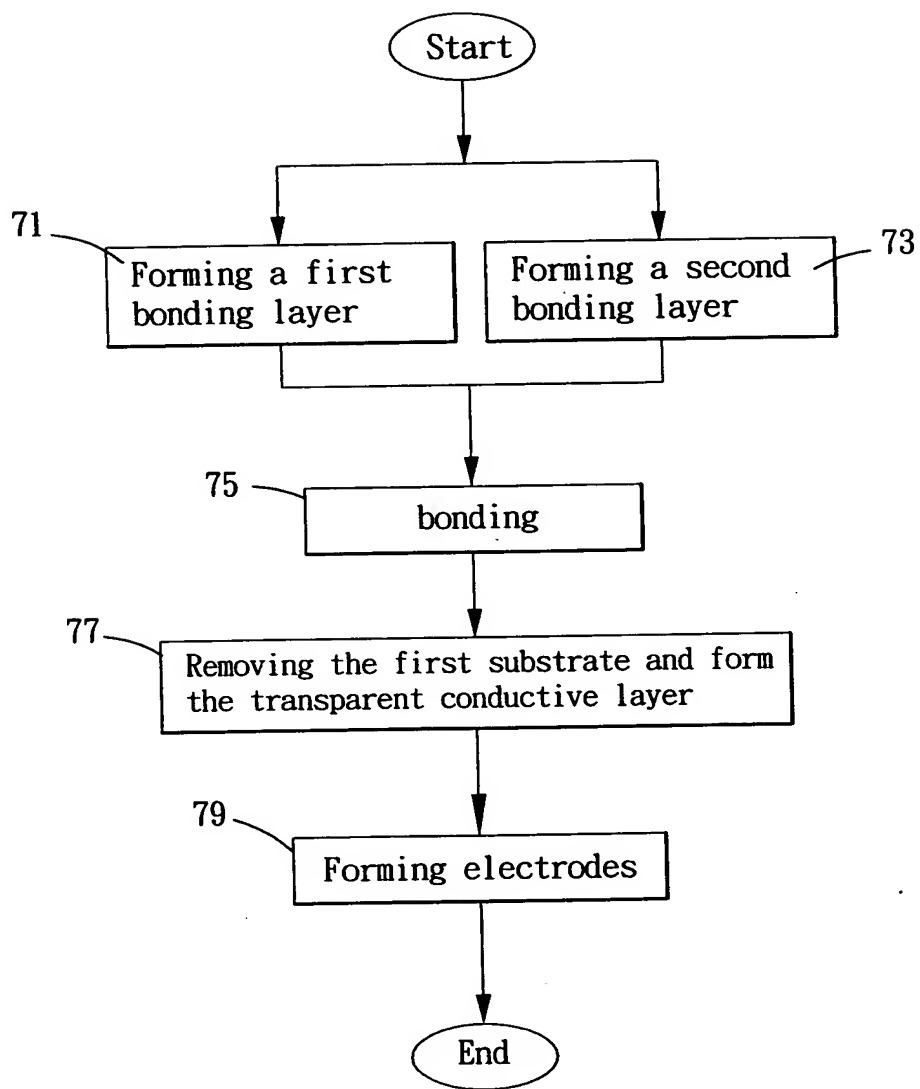 Start
71
Forming a first
bonding layer
73
Forming a second
bonding layer
75
bonding
77
Removing the first substrate and form
the transparent conductive layer
79
Forming electrodes
End